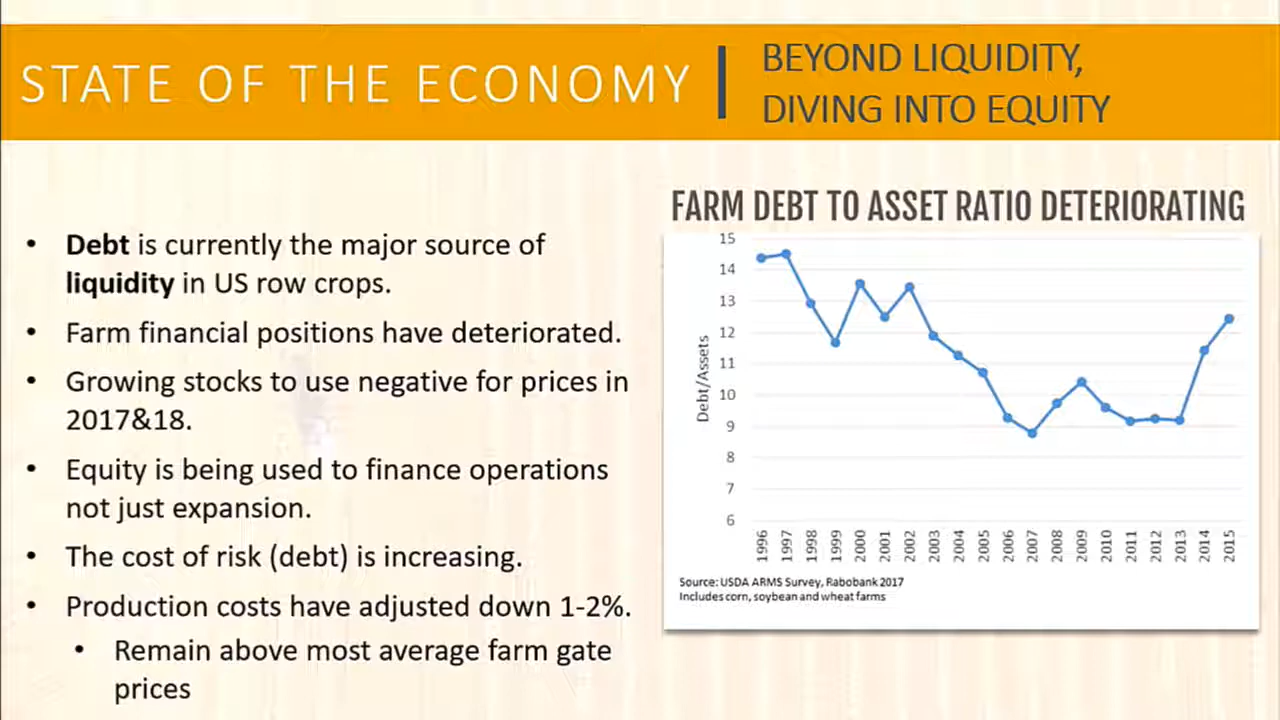 STATE OF THE ECONOMY
BEYOND LIQUIDITY,
DIVING INTO EQUITY
• Debt is currently the major source of
liquidity in US row crops.
• Farm financial positions have deteriorated.
• Growing stocks to use negative for prices in
2017&18.
• Equity is being used to finance operations
not just expansion.
• The cost of risk (debt) is increasing.
• Production costs have adjusted down 1-2%.
• Remain above most average farm gate
prices
FARM DEBT TO ASSET RATIO DETERIORATING
Debt/Assets
15
14
13
12
11
10
9
8
7
6
1996
1997
1998
1999
2000
2001
2002
2003
2004
2005
2006
2007
2008
2009
2010
2011
2012
2013
2014
2015
Source: USDA ARMS Survey, Rabobank 2017
Includes corn, soybean and wheat farms